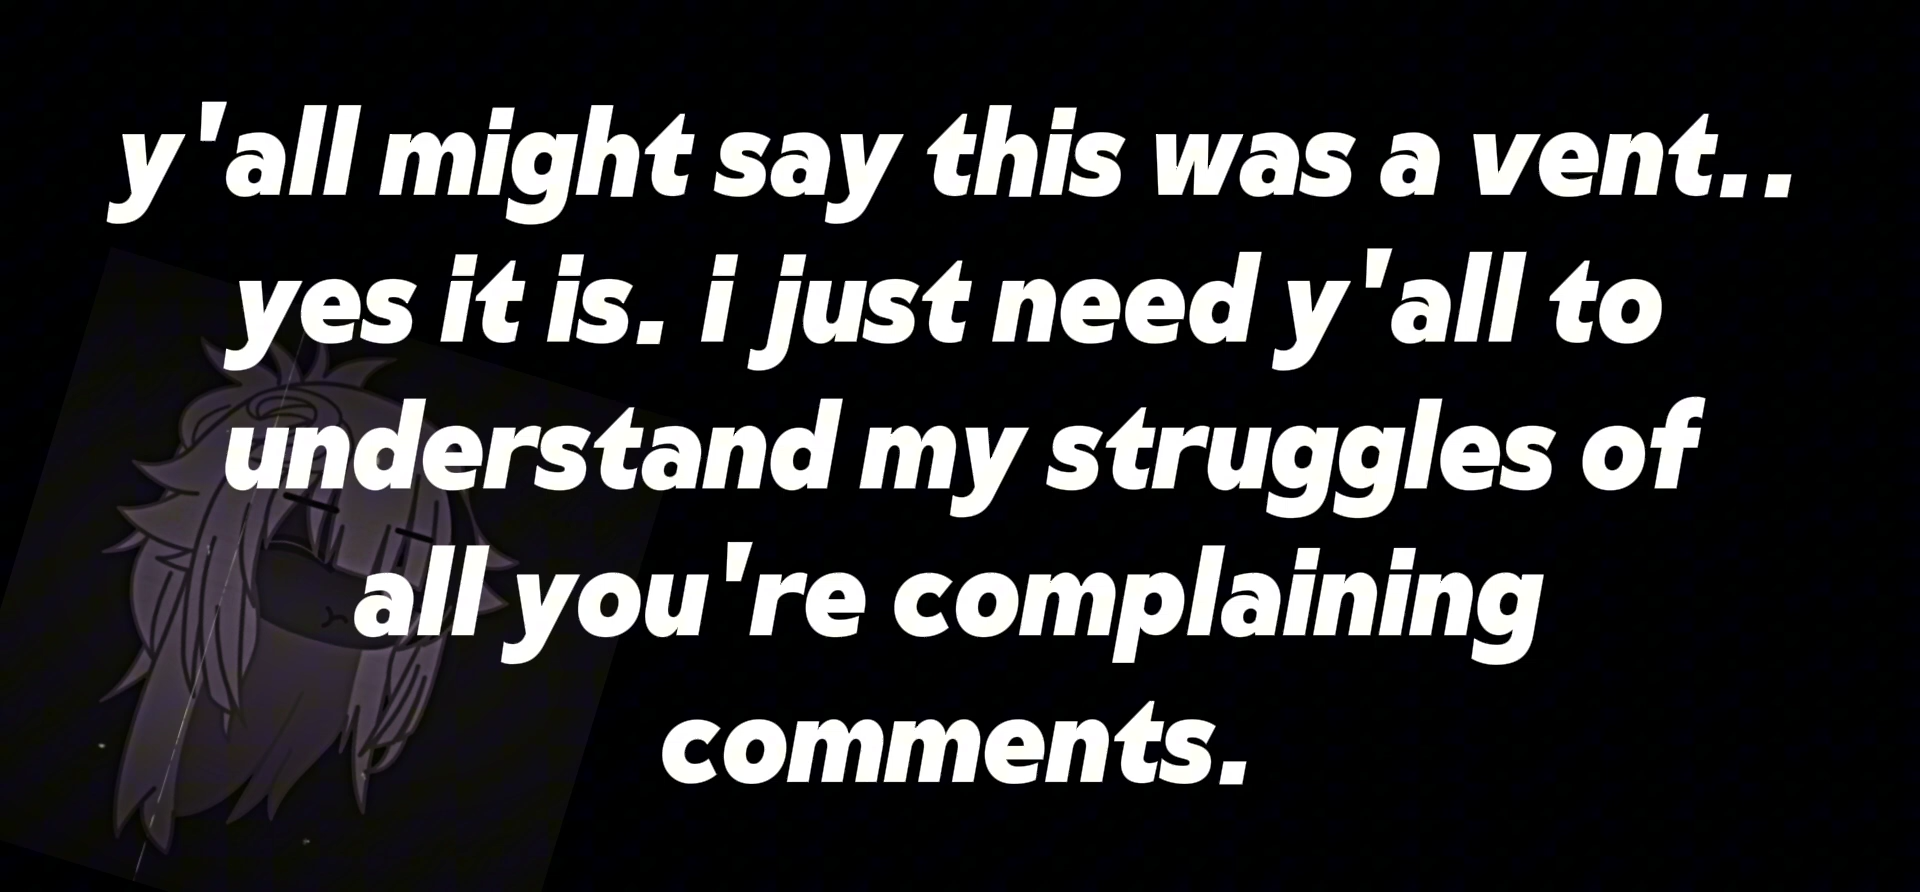 y'all might say this was a vent..
yes it is. i just need y'all to
understand my struggles of
all you're complaining
comments.